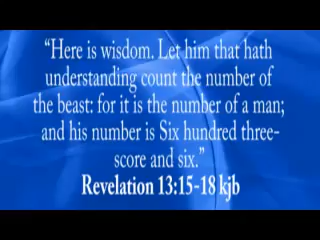 “Here is wisdom. Let him that hath
understanding count the number of
the beast: for it is the number of a man;
and his number is Six hundred three-
score and six.”
Revelation 13:15-18 kjb